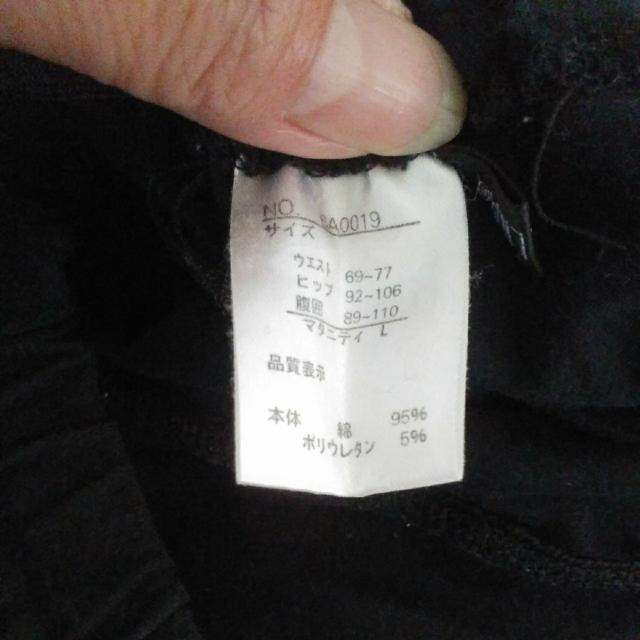 NO. SA0019
サイズ
ウエスト 69~77
ヒップ 92~106
腹囲 89~110
マタニティ L
品質表示
本体 綿 95%
ポリウレタン 5%